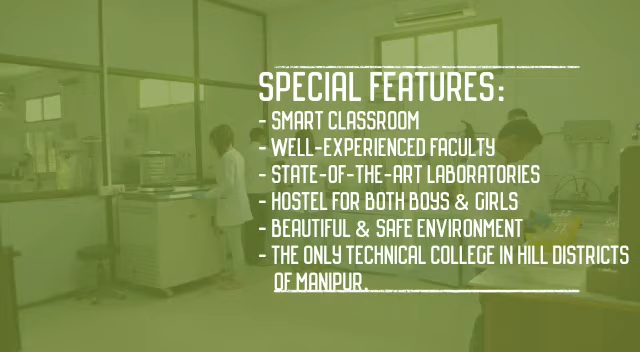 SPECIAL FEATURES:
- SMART CLASSROOM
- WELL-EXPERIENCED FACULTY
- STATE-OF-THE-ART LABORATORIES
- HOSTEL FOR BOTH BOYS & GIRLS
- BEAUTIFUL & SAFE ENVIRONMENT
- THE ONLY TECHNICAL COLLEGE IN HILL DISTRICTS
OF MANIPUR.